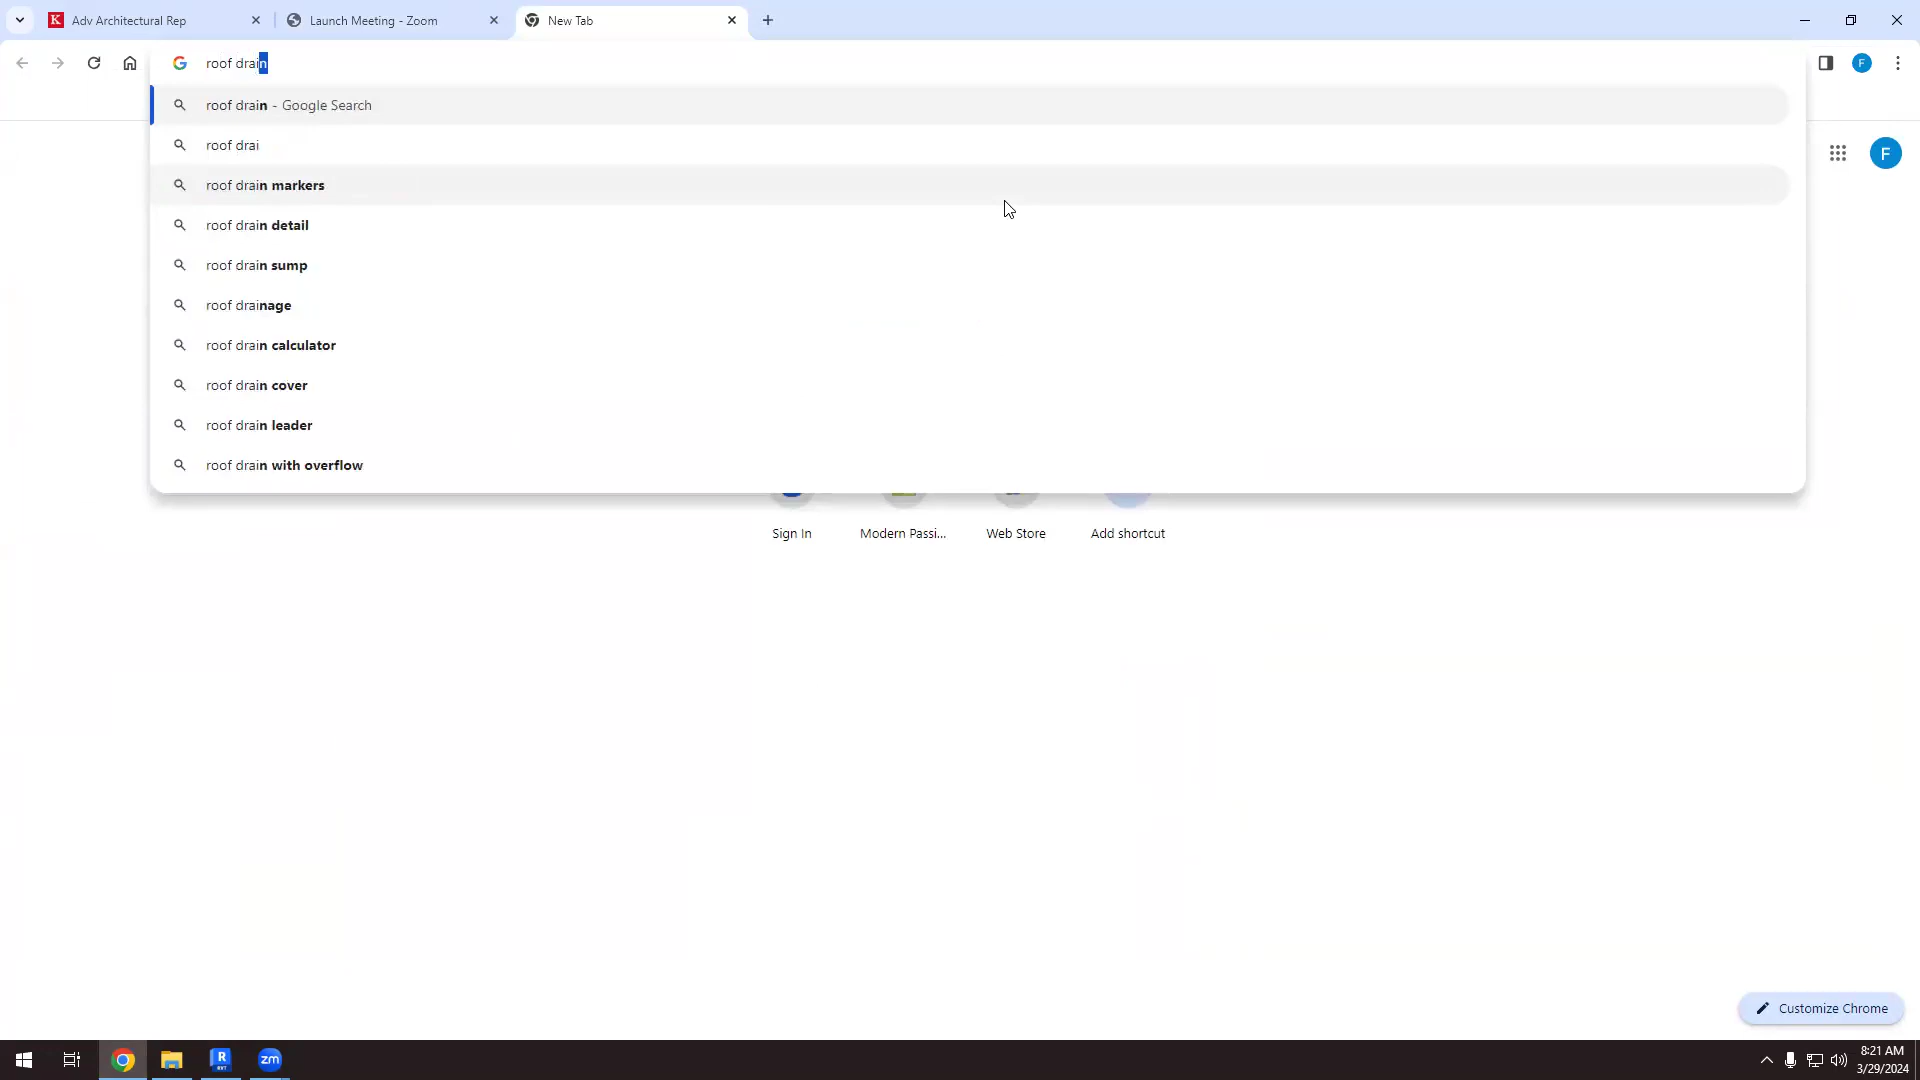 Adv Architectural Rep
Launch Meeting - Zoom
New Tab
roof drain
F
roof drain - Google Search
roof drai
roof drain markers
roof drain detail
roof drain sump
roof drainage
roof drain calculator
roof drain cover
roof drain leader
roof drain with overflow
F
Sign In
Modern Passi...
Web Store
Add shortcut
Customize Chrome
zm
8:21 AM
3/29/2024